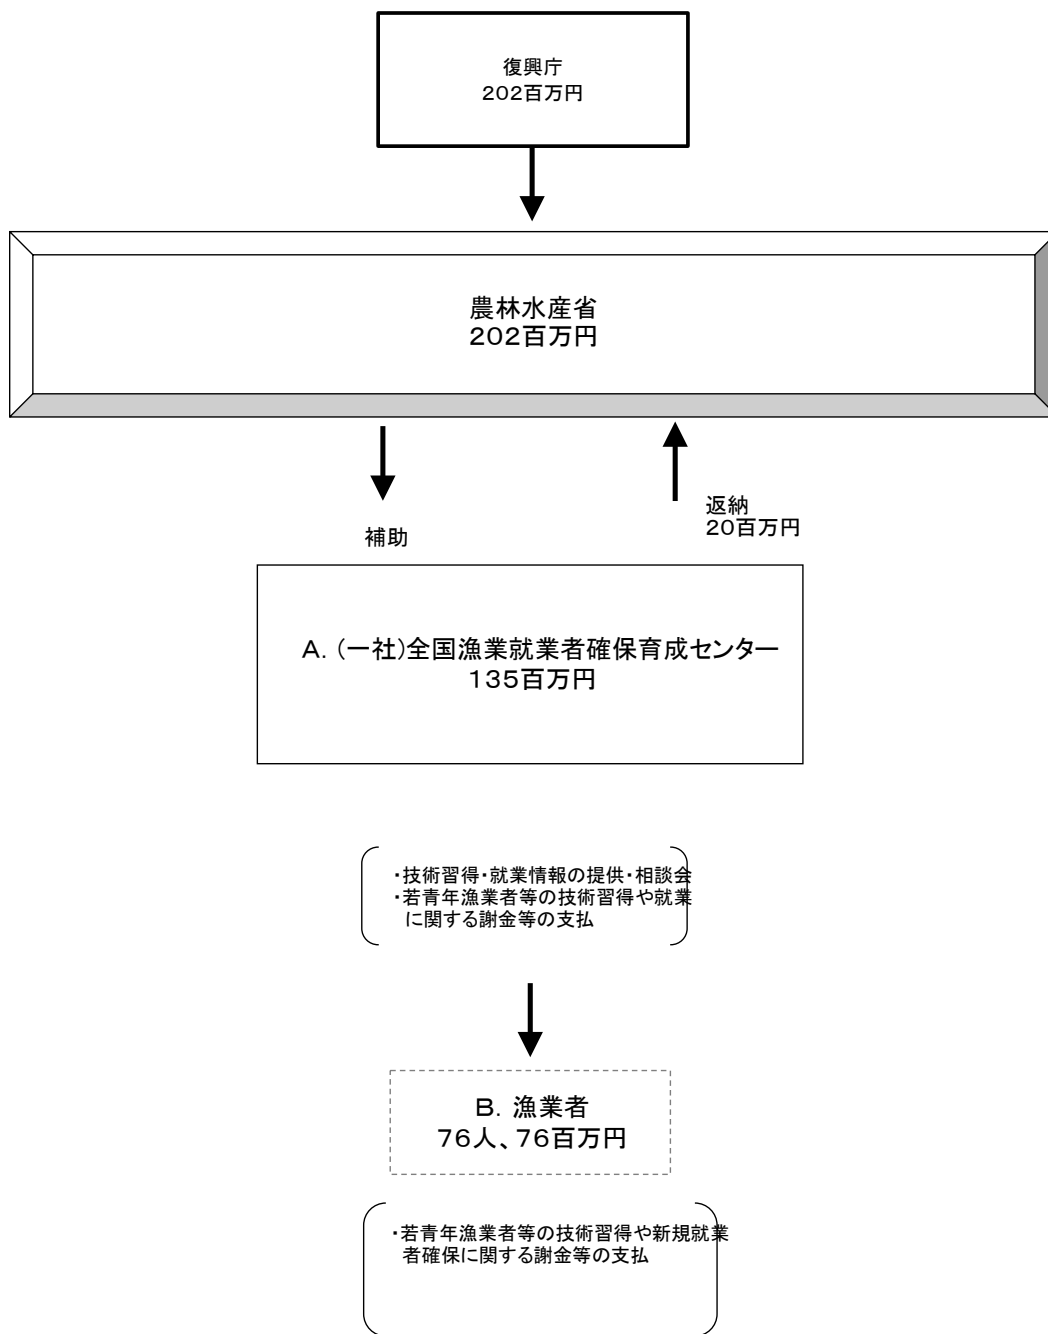 復興庁
202百万円
農林水産省
202百万円
補助
返納
20百万円
A. (一社)全国漁業就業者確保育成センター
135百万円
・技術習得・就業情報の提供・相談会
・若青年漁業者等の技術習得や就業
に関する謝金等の支払
B. 漁業者
76人、76百万円
・若青年漁業者等の技術習得や新規就業
者確保に関する謝金等の支払